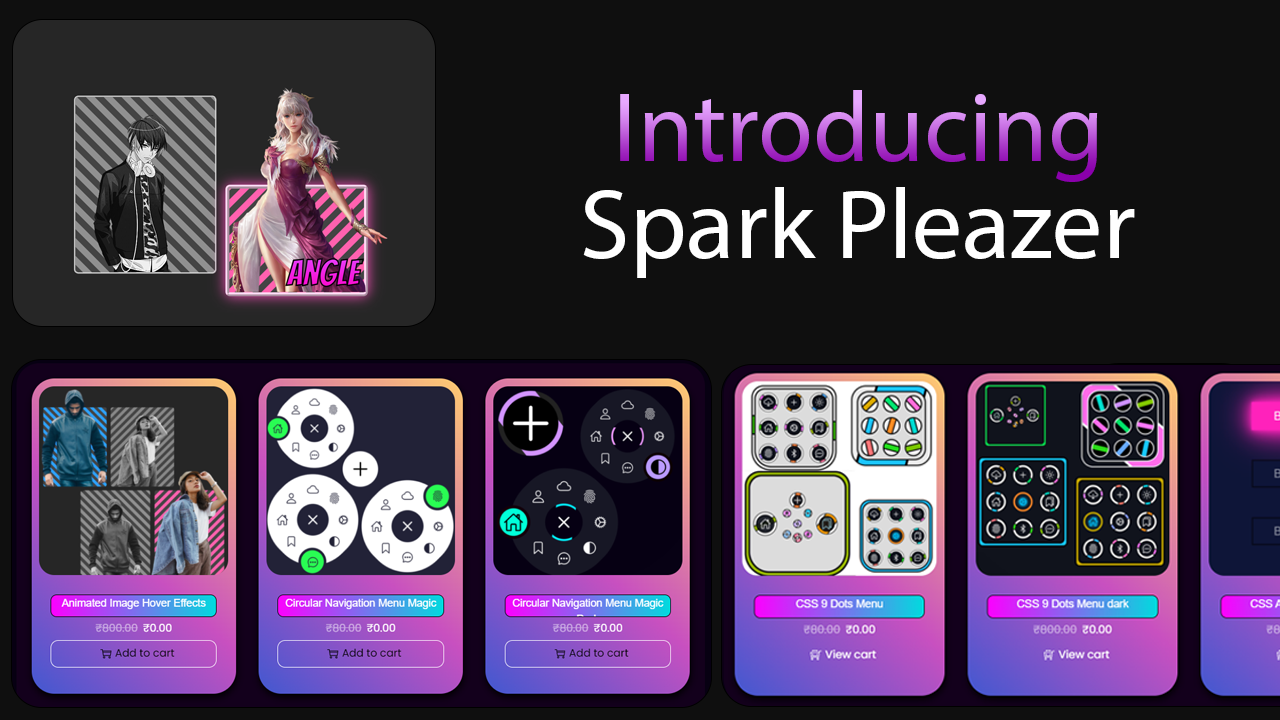 Introducing
Spark Pleazer
ANGLE
Animated Image Hover Effects
₹800.00 ₹0.00
Add to cart
Circular Navigation Menu Magic
₹80.00 ₹0.00
Add to cart
Circular Navigation Menu Magic
₹80.00 ₹0.00
Add to cart
CSS 9 Dots Menu
₹80.00 ₹0.00
View cart
CSS 9 Dots Menu dark
₹800.00 ₹0.00
View cart
CSS A